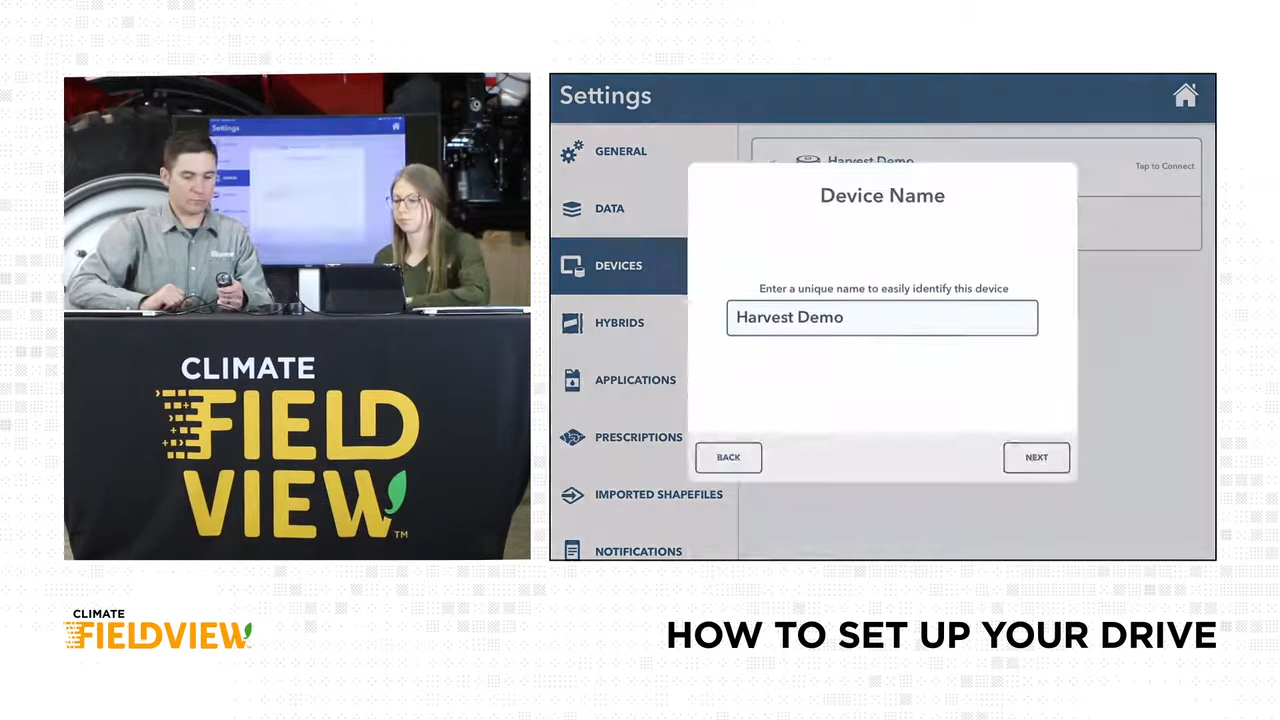 Settings
CLIMATE
FIELD
VIEW™
Settings
GENERAL
DATA
DEVICES
HYBRIDS
APPLICATIONS
PRESCRIPTIONS
IMPORTED SHAPEFILES
NOTIFICATIONS
Harvest Demo
Tap to Connect
Device Name
Enter a unique name to easily identify this device
Harvest Demo
BACK
NEXT
CLIMATE
FIELDVIEW
HOW TO SET UP YOUR DRIVE